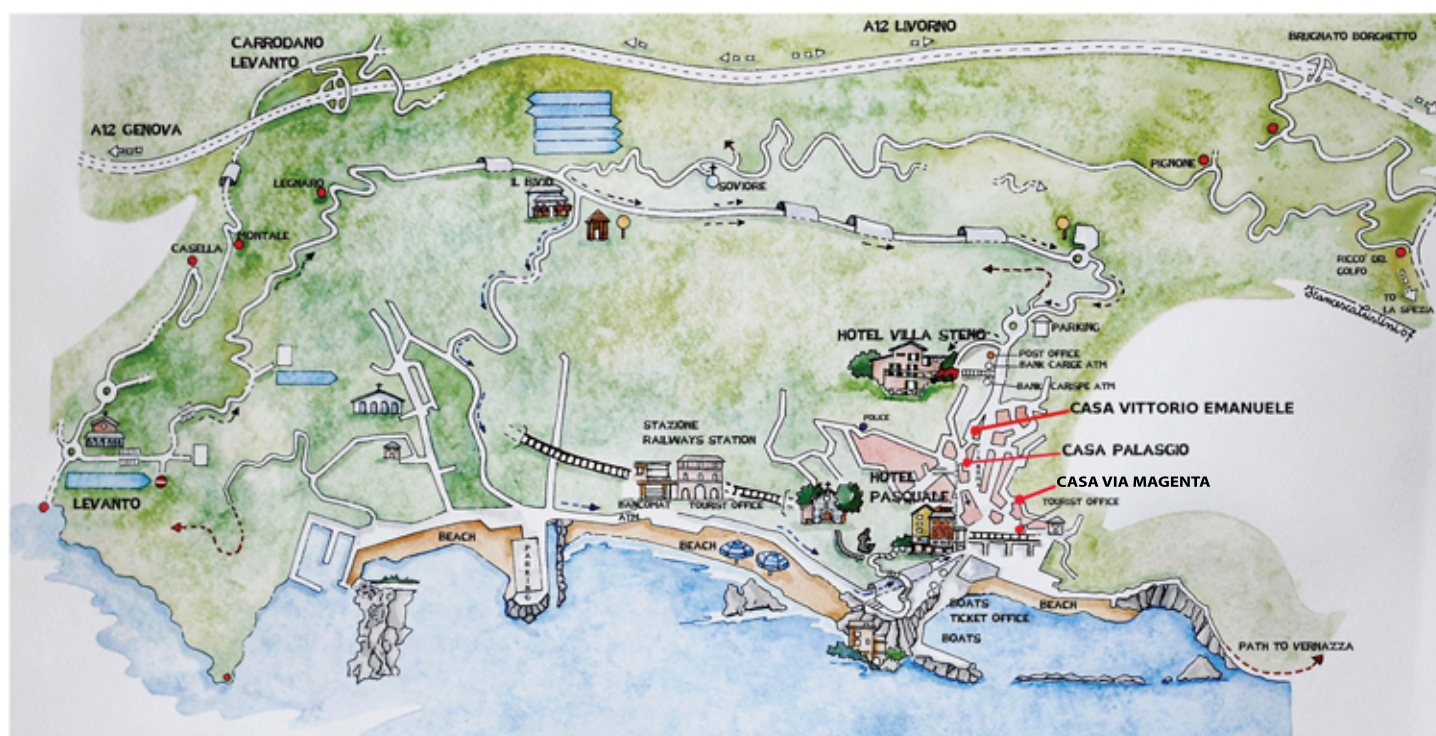 A12 LIVORNO
CARRODANO
LEVANTO
BRUGNATO BORGHETTO
A12 GENOVA
PIGNONE
LEGNARO
IL BIVIO
SOVIORE
MONTALE
CASELLA
RICCO' DEL
GOLFO
TO
LA SPEZIA
PARKING
HOTEL VILLA STENO
POST OFFICE
BANK CARIGE ATM
BANK CARISPE ATM
CASA VITTORIO EMANUELE
POLICE
STAZIONE
RAILWAYS STATION
CASA PALASGIO
HOTEL
PASQUALE
CASA VIA MAGENTA
TOURIST OFFICE
LEVANTO
BANCOMAT
ATM
TOURIST OFFICE
BEACH
PARKING
BEACH
BOATS
TICKET OFFICE
BEACH
BOATS
PATH TO VERNAZZA